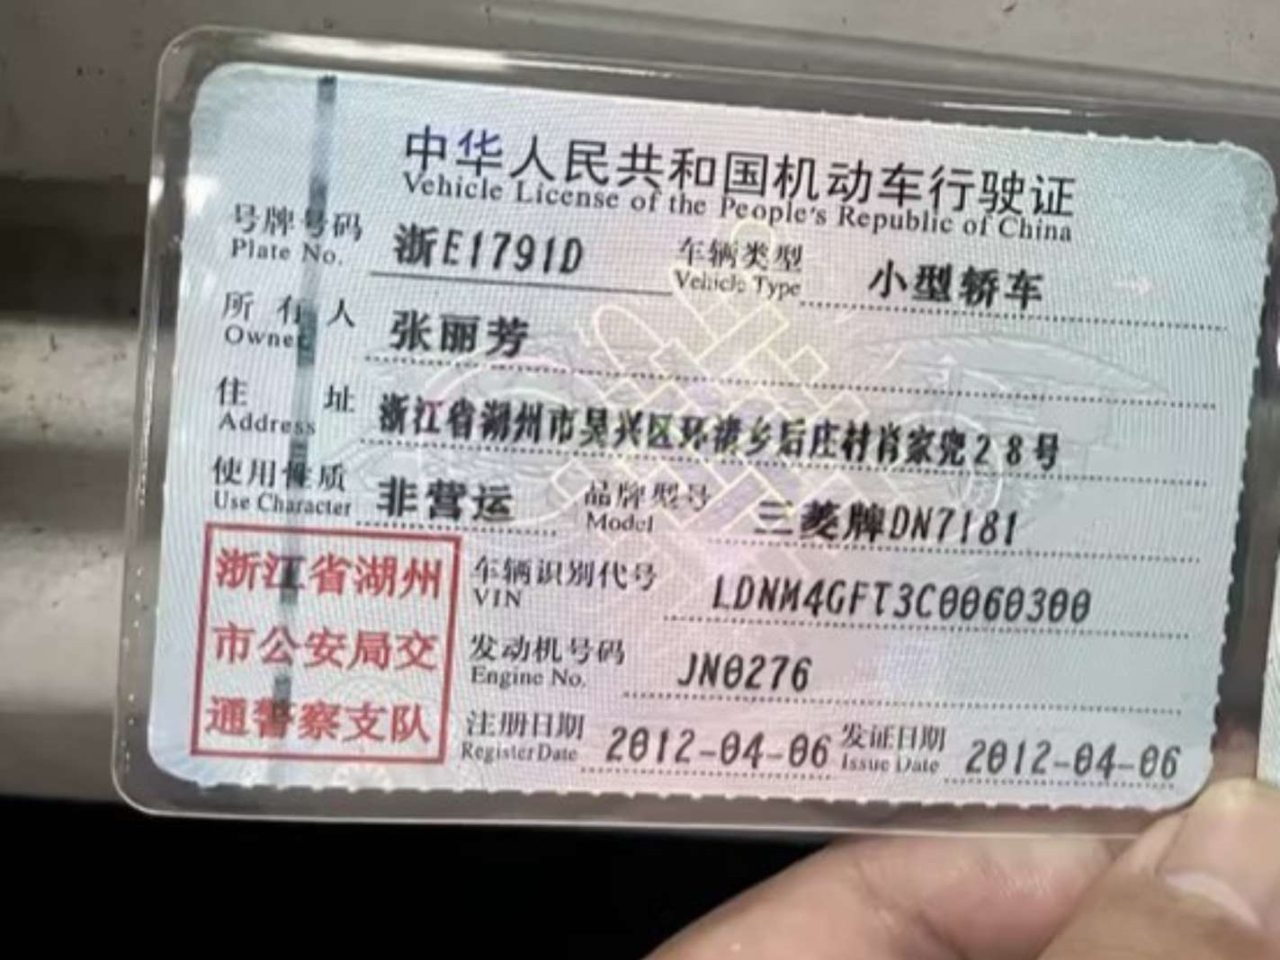 中华人民共和国机动车行驶证
Vehicle License of the People's Republic of China
号牌号码 浙E1791D 车辆类型 小型轿车
Plate No. Vehicle Type
所有人 张丽芳
Owner
住址 浙江省湖州市吴兴区环渚乡后庄村肖家兜28号
Address
使用性质 非营运 品牌型号 三菱牌DN7181
Use Character Model
浙江省湖州
市公安局交
通警察支队
车辆识别代号 LDNM4GFT3C0060300
VIN
发动机号码 JN0276
Engine No.
注册日期 2012-04-06 发证日期 2012-04-06
Register Date Issue Date